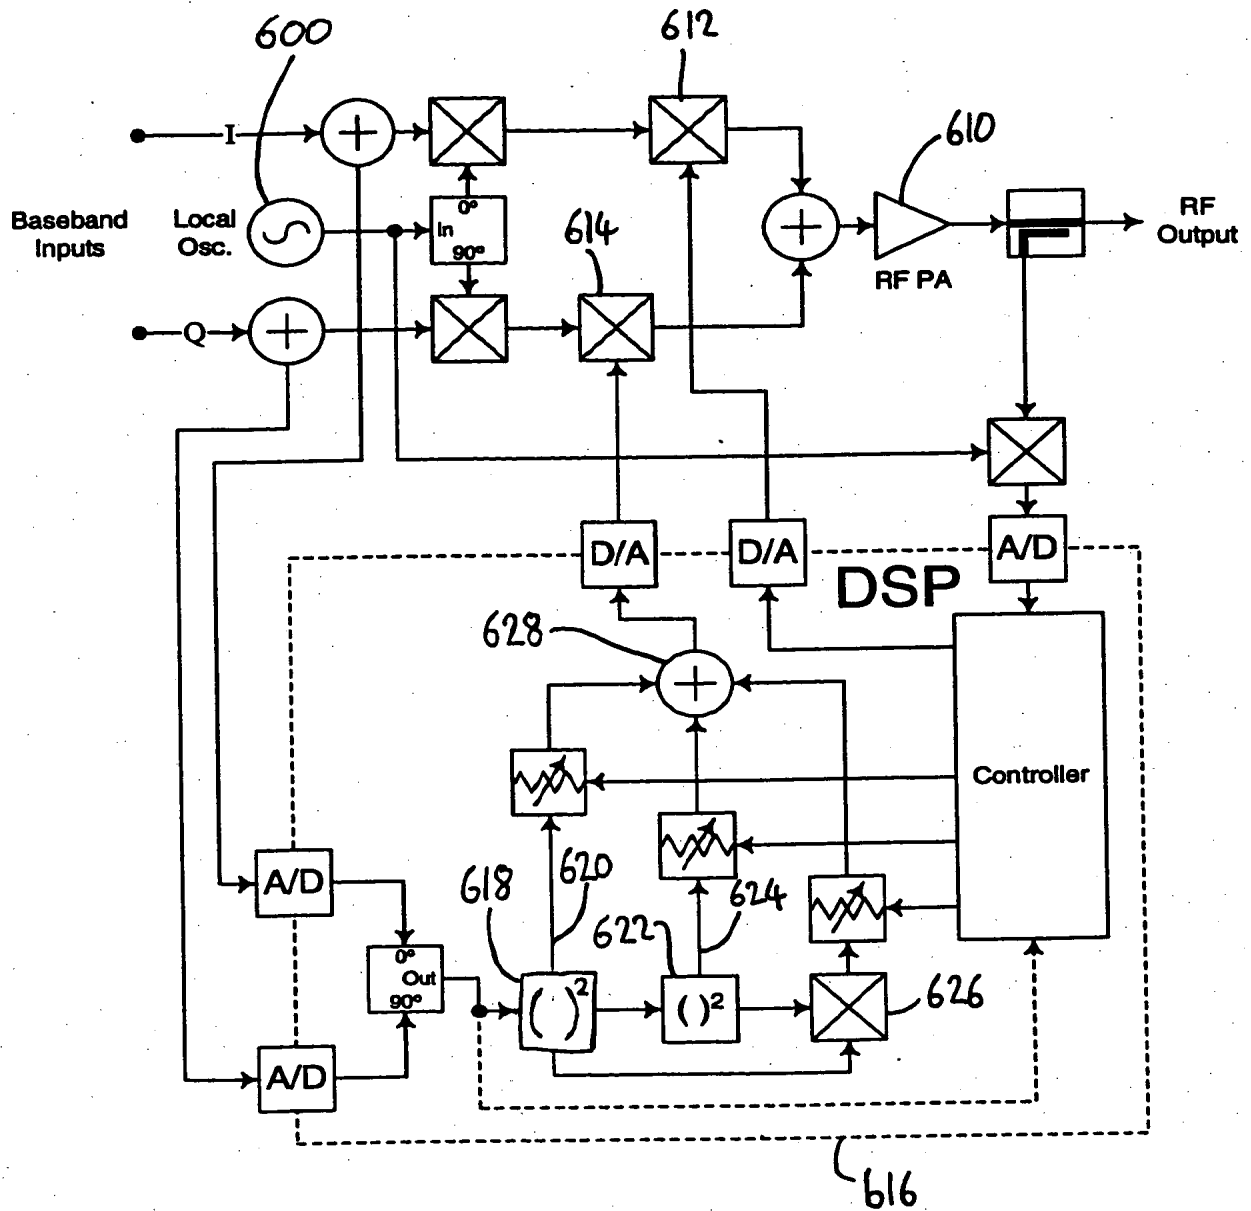 600
612
610
I
Baseband
Inputs
Local
Osc.
0°
In
90°
614
RF PA
RF
Output
Q
D/A
D/A
A/D
DSP
628
Controller
A/D
618
620
622
624
0°
Out
90°
( )²
( )²
626
A/D
616